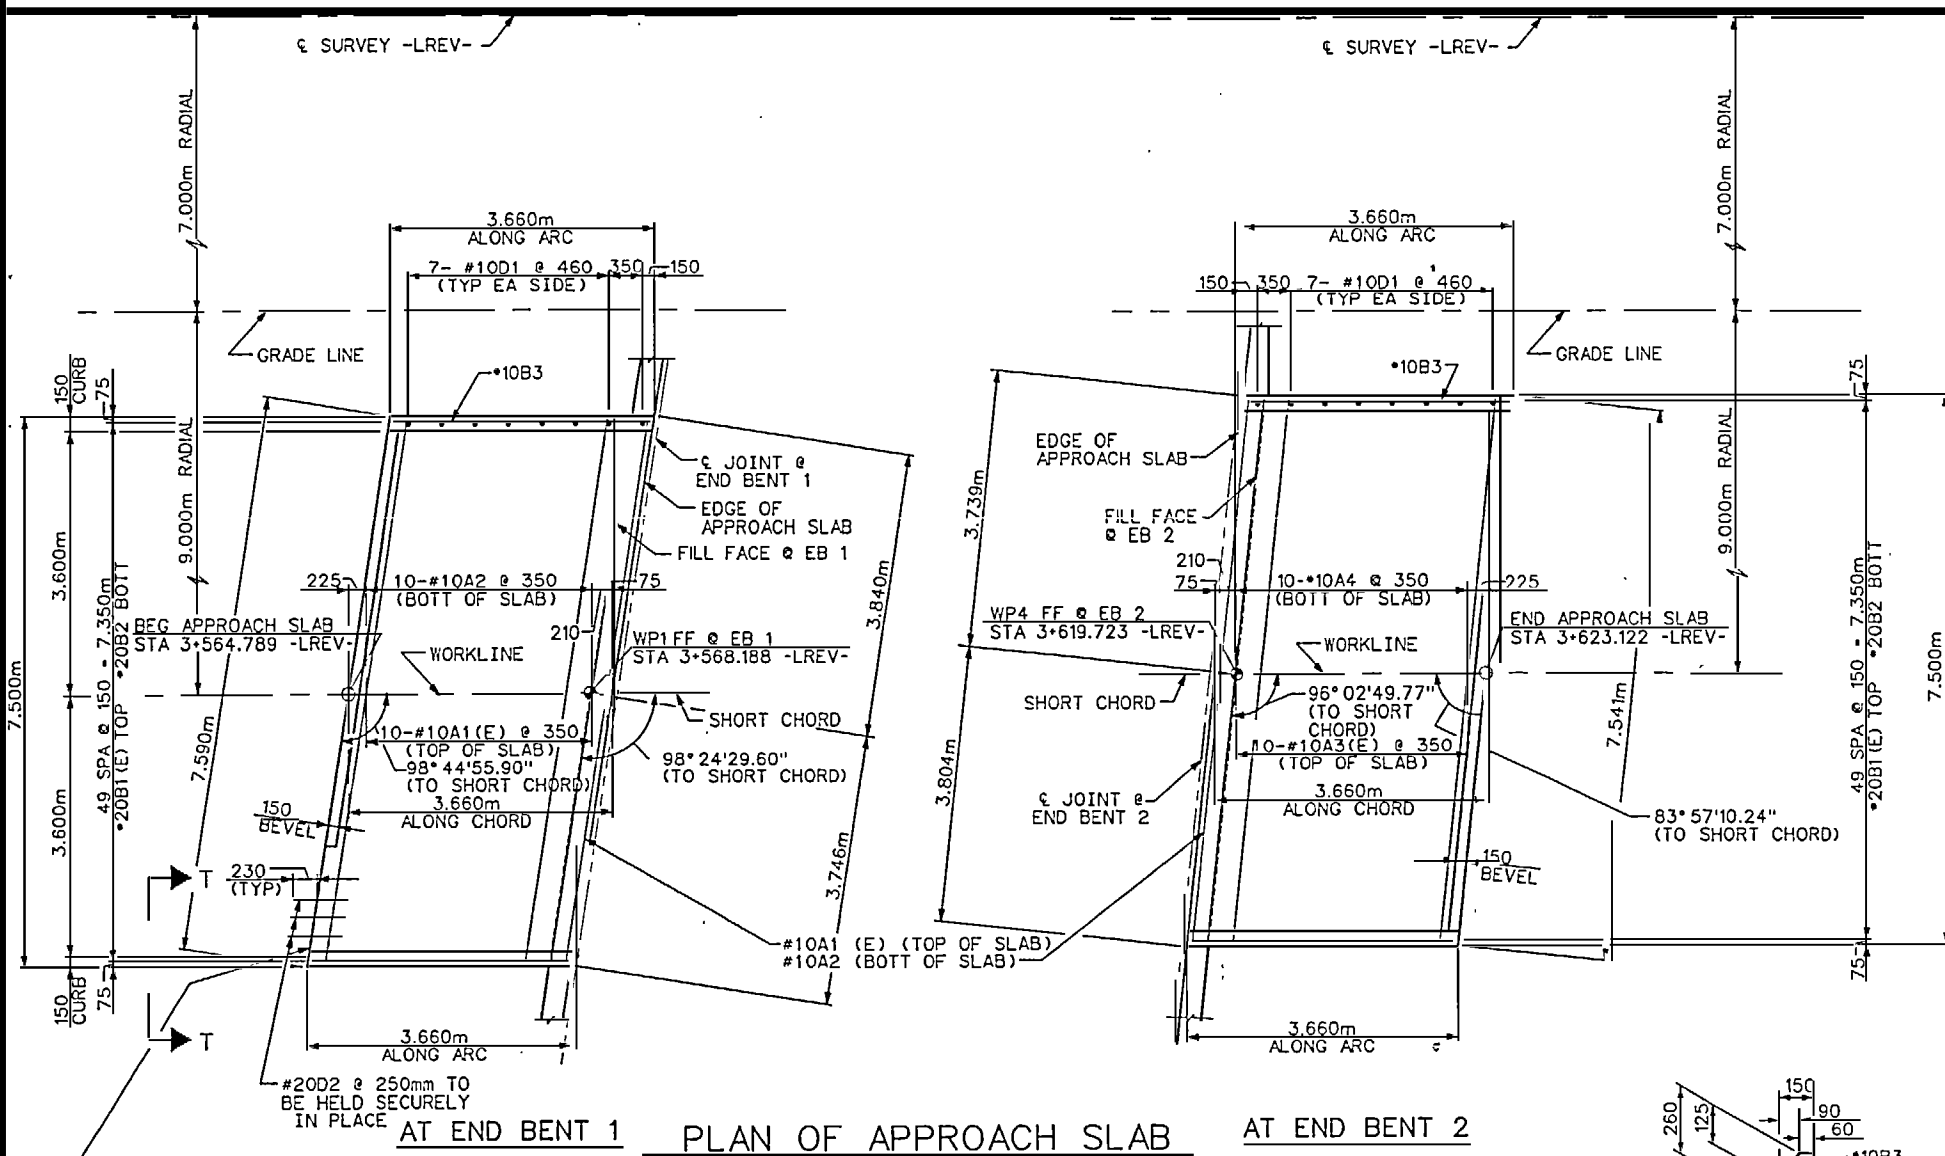 ℄ SURVEY -LREV-
℄ SURVEY -LREV-
7.000m RADIAL
7.000m RADIAL
3.660m
ALONG ARC
7- #10D1 @ 460
(TYP EA SIDE)
350
150
3.660m
ALONG ARC
150
350
7- #10D1 @ 460
(TYP EA SIDE)
GRADE LINE
GRADE LINE
150
CURB
75
•10B3
•10B3
75
9.000m RADIAL
9.000m RADIAL
℄ JOINT @
END BENT 1
EDGE OF
APPROACH SLAB
FILL FACE @ EB 1
EDGE OF
APPROACH SLAB
FILL FACE
@ EB 2
3.739m
3.840m
3.600m
7.500m
49 SPA @ 150 - 7.350m
•20B1(E) TOP •20B2 BOTT
225
10-#10A2 @ 350
(BOTT OF SLAB)
75
210
BEG APPROACH SLAB
STA 3+564.789 -LREV-
WORKLINE
WP1 FF @ EB 1
STA 3+568.188 -LREV-
SHORT CHORD
10-#10A1(E) @ 350
(TOP OF SLAB)
98°44'55.90"
(TO SHORT CHORD)
98°24'29.60"
(TO SHORT CHORD)
3.660m
ALONG CHORD
7.590m
3.600m
150
BEVEL
230
(TYP)
T
T
3.746m
150
CURB
75
3.660m
ALONG ARC
#20D2 @ 250mm TO
BE HELD SECURELY
IN PLACE
#10A1 (E) (TOP OF SLAB)
#10A2 (BOTT OF SLAB)
210
75
10-•10A4 @ 350
(BOTT OF SLAB)
225
WP4 FF @ EB 2
STA 3+619.723 -LREV-
WORKLINE
END APPROACH SLAB
STA 3+623.122 -LREV-
SHORT CHORD
96°02'49.77"
(TO SHORT
CHORD)
10-#10A3(E) @ 350
(TOP OF SLAB)
3.660m
ALONG CHORD
7.541m
3.804m
℄ JOINT @
END BENT 2
83°57'10.24"
(TO SHORT CHORD)
150
BEVEL
49 SPA @ 150 - 7.350m
•20B1(E) TOP •20B2 BOTT
7.500m
75
3.660m
ALONG ARC
AT END BENT 1
PLAN OF APPROACH SLAB
AT END BENT 2
260
125
150
90
60